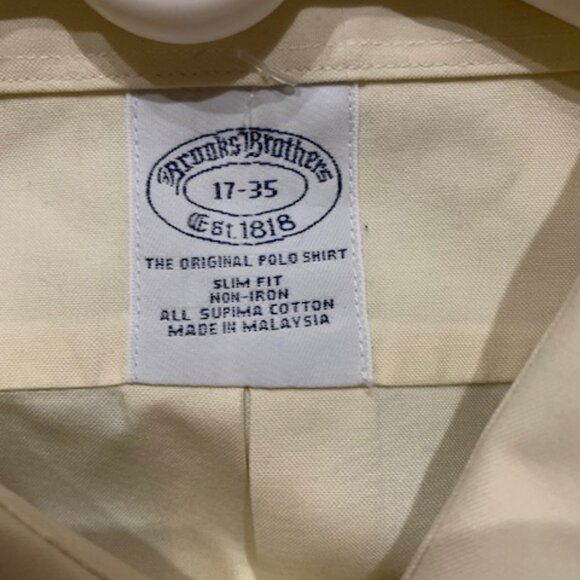 Brooks Brothers
17-35
Est. 1818
THE ORIGINAL POLO SHIRT
SLIM FIT
NON-IRON
ALL SUPIMA COTTON
MADE IN MALAYSIA